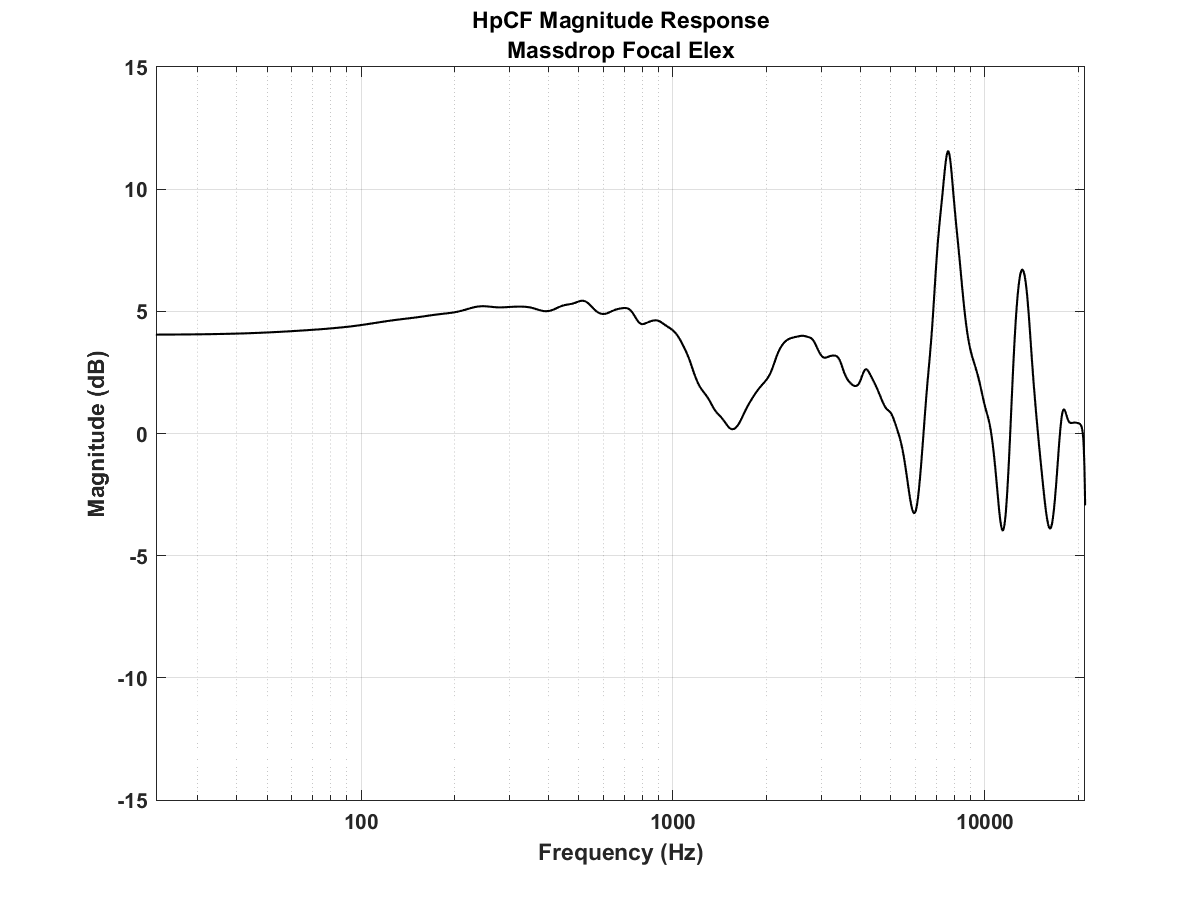 HpCF Magnitude Response
Massdrop Focal Elex
15
10
5
0
-5
-10
-15
Magnitude (dB)
100
1000
10000
Frequency (Hz)